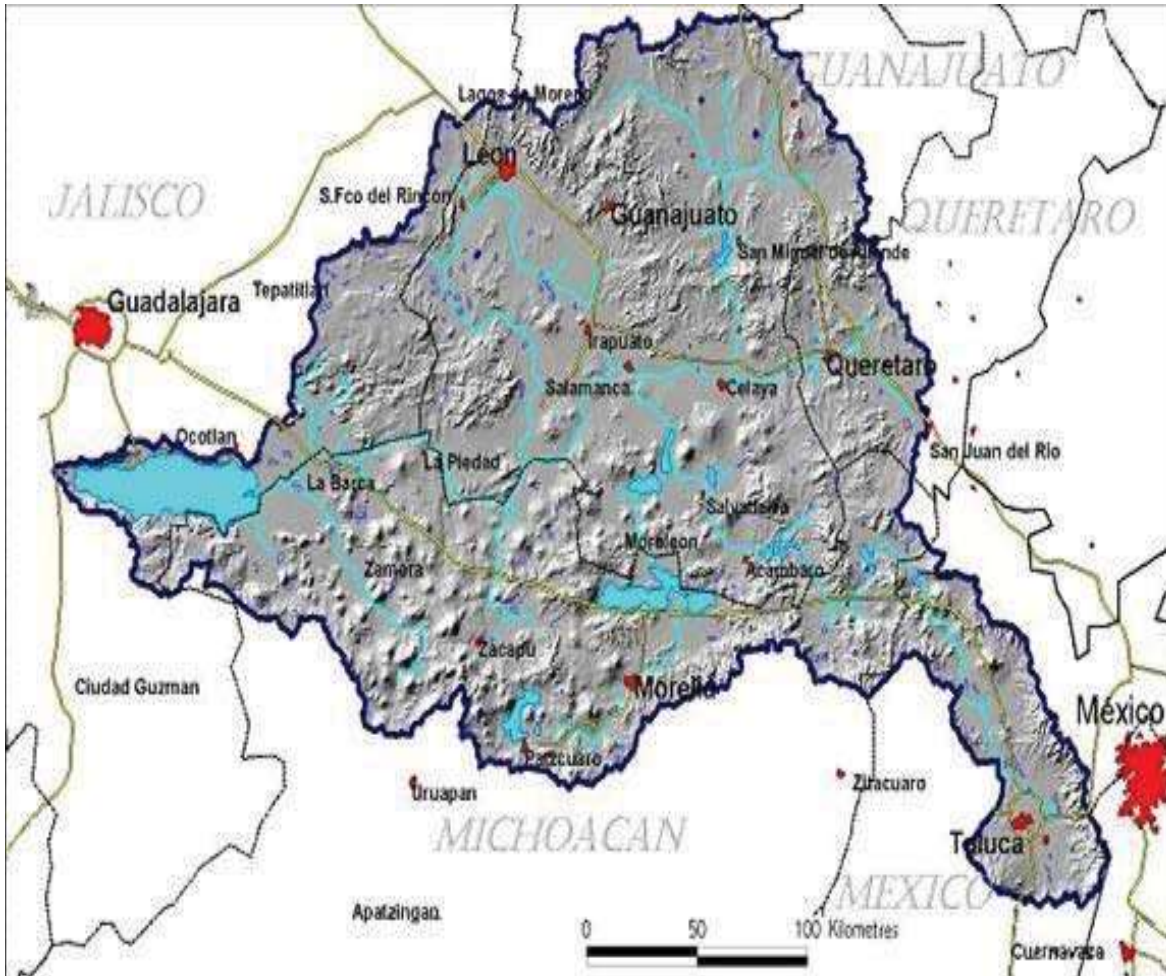 GUANAJUATO
Lagos de Moreno
León
JALISCO
S.Fco del Rincon
Guanajuato
QUERETARO
San Miguel de Allende
Tepatitlan
Guadalajara
Irapuato
Queretaro
Salamanca
Celaya
Ocotlan
La Piedad
San Juan del Rio
La Barca
Salvatierra
Moroleon
Zamora
Acambaro
Zacapu
Ciudad Guzman
Morelia
México
Patzcuaro
Uruapan
Zitacuaro
MICHOACAN
Toluca
MEXICO
Apatzingan
0 50 100 Kilometres
Cuernavaca